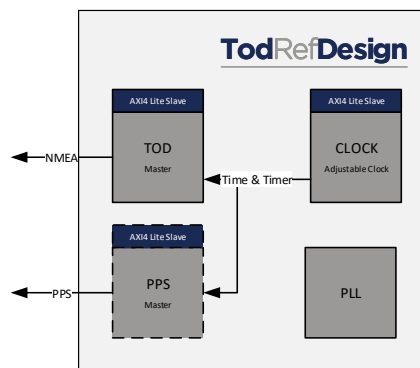 TodRefDesign
AXI4 Lite Slave
AXI4 Lite Slave
TOD
Master
CLOCK
Adjustable Clock
NMEA
Time & Timer
AXI4 Lite Slave
PPS
Master
PLL
PPS